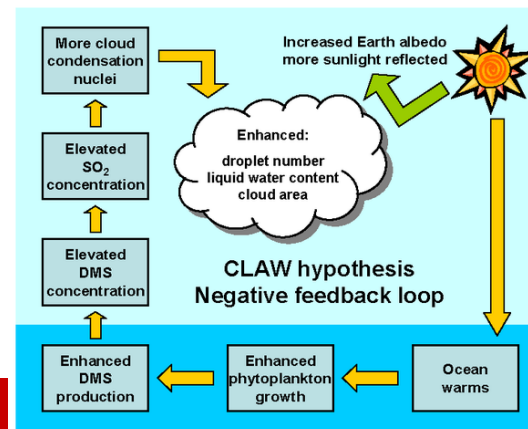 More cloud
condensation
nuclei
Increased Earth albedo
more sunlight reflected
Enhanced:
droplet number
liquid water content
cloud area
Elevated
SO₂
concentration
Elevated
DMS
concentration
CLAW hypothesis
Negative feedback loop
Enhanced
DMS
production
Enhanced
phytoplankton
growth
Ocean
warms